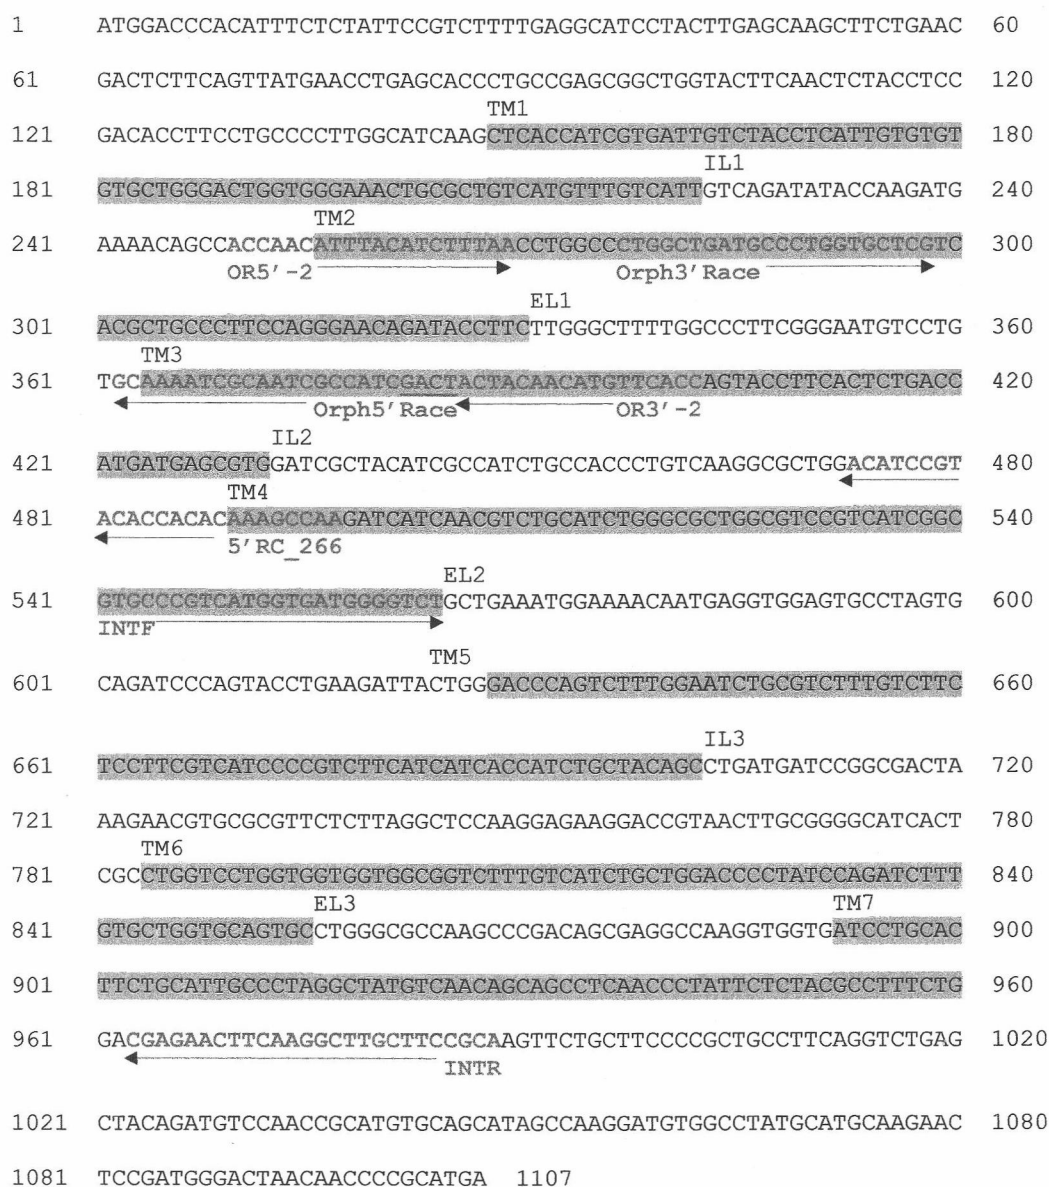 1 ATGGACCCACATTTCTCTATTCCGTCTTTTGAGGCATCCTACTTGAGCAAGCTTCTGAAC 60
61 GACTCTTCAGTTATGAACCTGAGCACCCTGCCGAGCGGCTGGTACTTCAACTCTACCTCC 120
TM1
121 GACACCTTCCTGCCCCTTGGCATCAAGCTCACCATCGTGATTGTCTACCTCATTGTGTGT 180
IL1
181 GTGCTGGGACTGGTGGGAAACTGCGCTGTCATGTTTGTCATTGTCAGATATACCAAGATG 240
TM2
241 AAAACAGCCACCAACATTTACATCTTTAACCTGGCCCTGGCTGATGCCCTGGTGCTCGTC 300
OR5'-2 Orph3'Race
EL1
301 ACGCTGCCCTTCCAGGGAACAGATACCTTCTTGGGCTTTTGGCCCTTCGGGAATGTCCTG 360
TM3
361 TGCAAAATCGCAATCGCCATCGACTACTACAACATGTTCACCAGTACCTTCACTCTGACC 420
Orph5'Race OR3'-2
IL2
421 ATGATGAGCGTGGATCGCTACATCGCCATCTGCCACCCTGTCAAGGCGCTGGACATCCGT 480
TM4
481 ACACCACACAAAGCCAAGATCATCAACGTCTGCATCTGGGCGCTGGCGTCCGTCATCGGC 540
5'RC_266
EL2
541 GTGCCCGTCATGGTGATGGGGTCTGCTGAAATGGAAAACAATGAGGTGGAGTGCCTAGTG 600
INTF
TM5
601 CAGATCCCAGTACCTGAAGATTACTGGGACCCAGTCTTTGGAATCTGCGTCTTTGTCTTC 660
IL3
661 TCCTTCGTCATCCCCGTCTTCATCATCACCATCTGCTACAGCCTGATGATCCGGCGACTA 720
721 AAGAACGTGCGCGTTCTCTTAGGCTCCAAGGAGAAGGACCGTAACTTGCGGGGCATCACT 780
TM6
781 CGCCTGGTCCTGGTGGTGGTGGCGGTCTTTGTCATCTGCTGGACCCCTATCCAGATCTTT 840
EL3 TM7
841 GTGCTGGTGCAGTGCCTGGGCGCCAAGCCCGACAGCGAGGCCAAGGTGGTGATCCTGCAC 900
901 TTCTGCATTGCCCTAGGCTATGTCAACAGCAGCCTCAACCCTATTCTCTACGCCTTTCTG 960
961 GACGAGAACTTCAAGGCTTGCTTCCGCAAGTTCTGCTTCCCCGCTGCCTTCAGGTCTGAG 1020
INTR
1021 CTACAGATGTCCAACCGCATGTGCAGCATAGCCAAGGATGTGGCCTATGCATGCAAGAAC 1080
1081 TCCGATGGGACTAACAACCCCGCATGA 1107